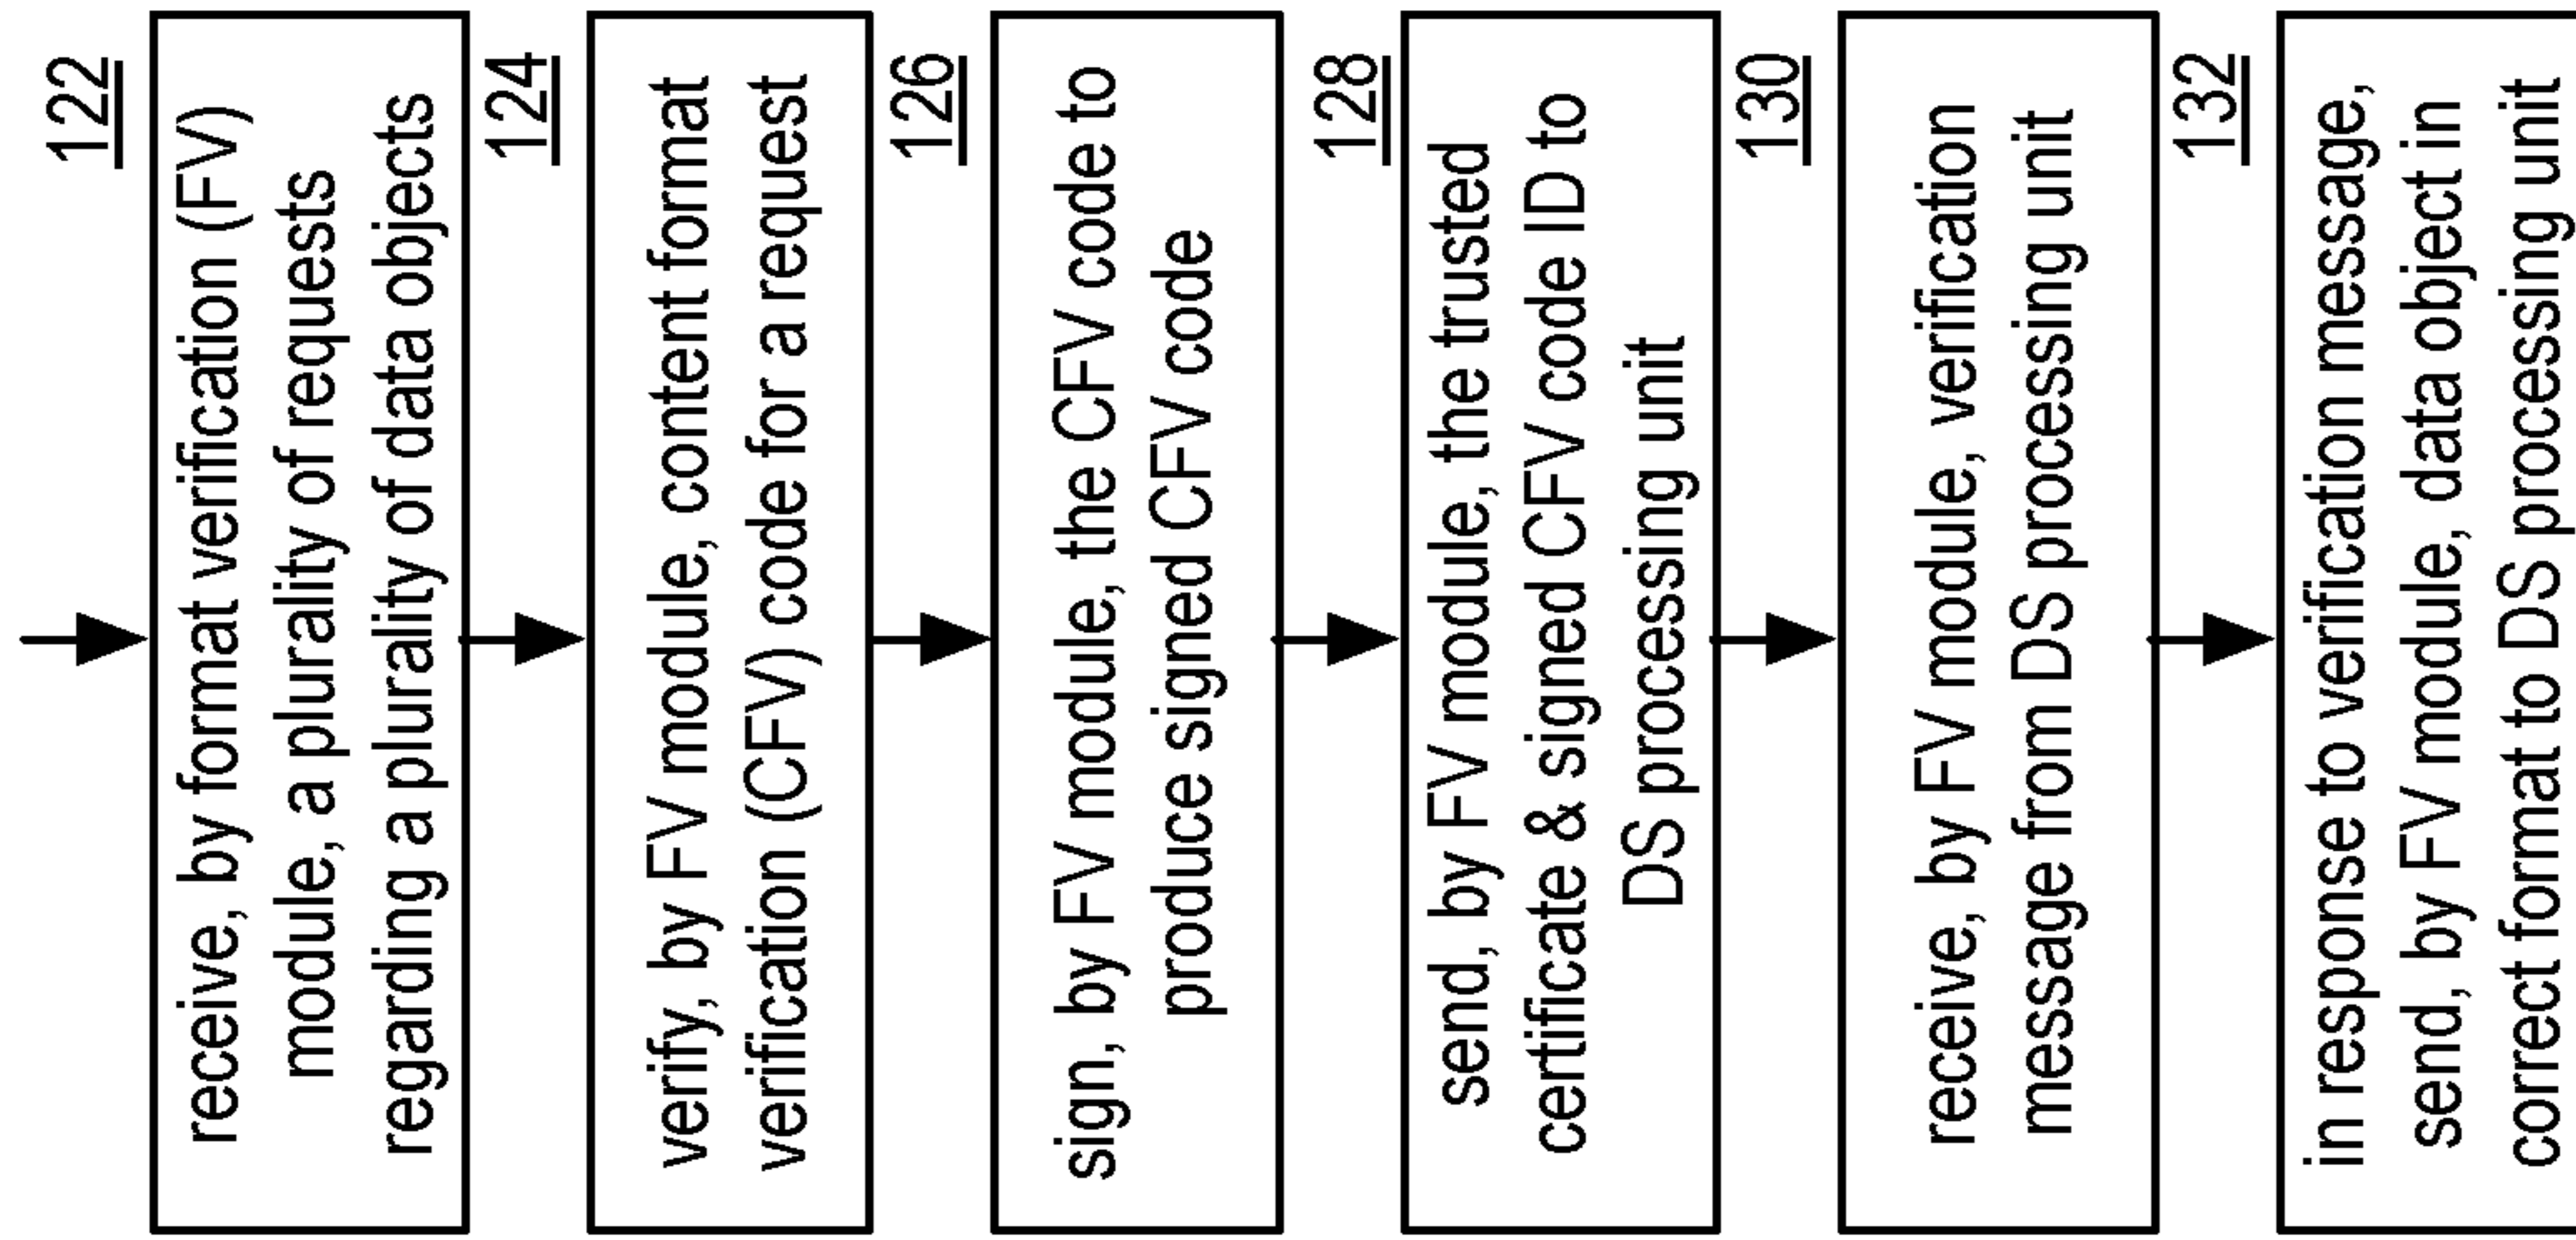 122
receive, by format verification (FV)
module, a plurality of requests
regarding a plurality of data objects
124
verify, by FV module, content format
verification (CFV) code for a request
126
sign, by FV module, the CFV code to
produce signed CFV code
128
send, by FV module, the trusted
certificate & signed CFV code ID to
DS processing unit
130
receive, by FV module, verification
message from DS processing unit
132
in response to verification message,
send, by FV module, data object in
correct format to DS processing unit